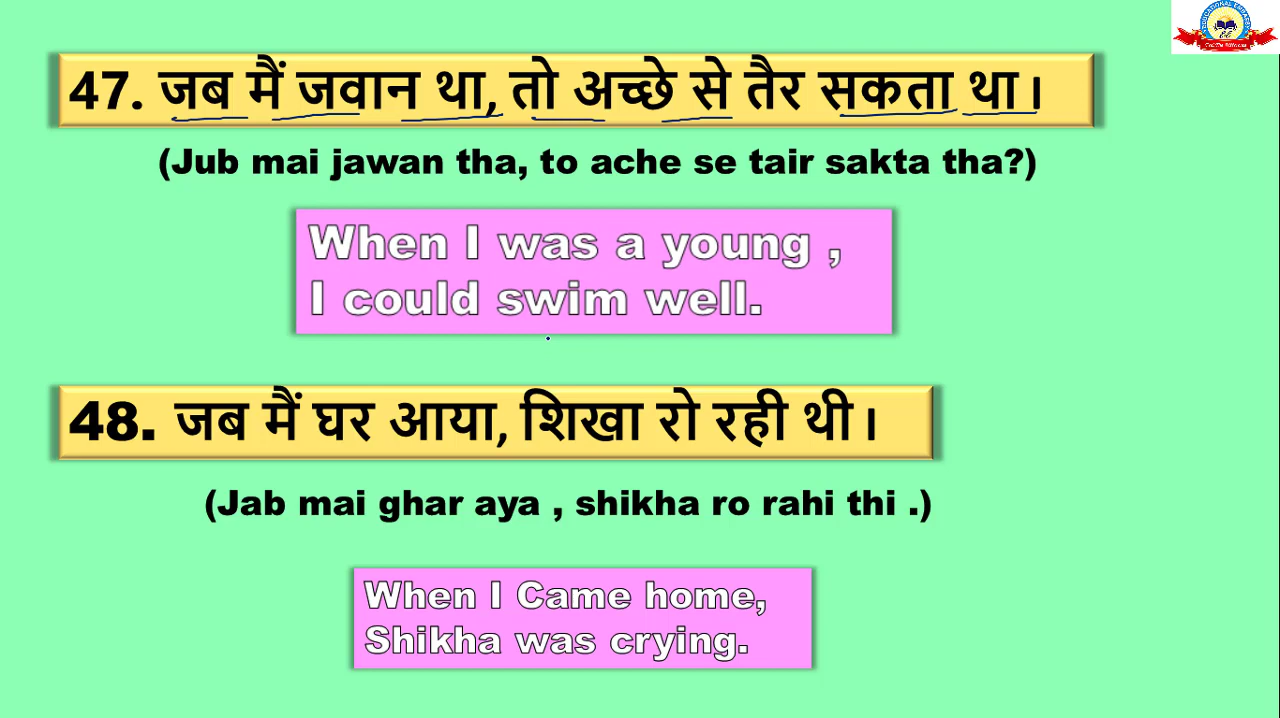 47. जब मैं जवान था, तो अच्छे से तैर सकता था।
(Jub mai jawan tha, to ache se tair sakta tha?)
When I was a young ,
I could swim well.
48. जब मैं घर आया, शिखा रो रही थी।
(Jab mai ghar aya , shikha ro rahi thi .)
When I Came home,
Shikha was crying.